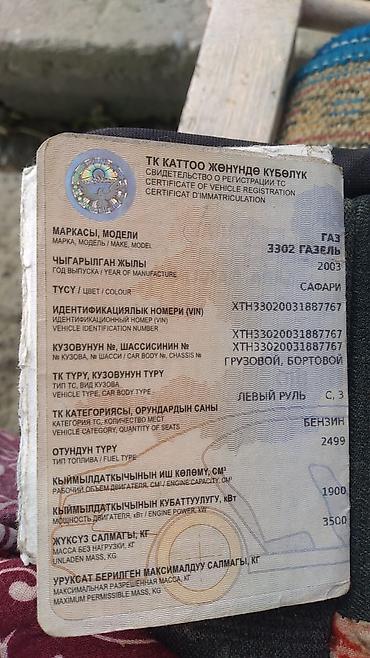 ТК КАТТОО ЖӨНҮНДӨ КҮБӨЛҮК
СВИДЕТЕЛЬСТВО О РЕГИСТРАЦИИ ТС
CERTIFICATE OF VEHICLE REGISTRATION
CERTIFICAT D'IMMATRICULATION
МАРКАСЫ, МОДЕЛИ
МАРКА, МОДЕЛЬ / MAKE, MODEL
ГАЗ
3302 ГАЗЕЛЬ
ЧЫГАРЫЛГАН ЖЫЛЫ
ГОД ВЫПУСКА / YEAR OF MANUFACTURE
2003
ТҮСҮ / ЦВЕТ / COLOUR
САФАРИ
ИДЕНТИФИКАЦИЯЛЫК НОМЕРИ (VIN)
ИДЕНТИФИКАЦИОННЫЙ НОМЕР (VIN)
VEHICLE IDENTIFICATION NUMBER
XTH33020031887767
КУЗОВУНУН №, ШАССИСИНИН №
№ КУЗОВА, № ШАССИ / CAR BODY №, CHASSIS №
XTH33020031887767
XTH33020031887767
ТК ТҮРҮ, КУЗОВУНУН ТҮРҮ
ТИП ТС, ВИД КУЗОВА
VEHICLE TYPE, CAR BODY TYPE
ГРУЗОВОЙ, БОРТОВОЙ
ТК КАТЕГОРИЯСЫ, ОРУНДАРДЫН САНЫ
КАТЕГОРИЯ ТС, КОЛИЧЕСТВО МЕСТ
VEHICLE CATEGORY, QUANTITY OF SEATS
ЛЕВЫЙ РУЛЬ C, 3
ОТУНДУН ТҮРҮ
ТИП ТОПЛИВА / FUEL TYPE
БЕНЗИН
КЫЙМЫЛДАТКЫЧЫНЫН ИШ КӨЛӨМҮ, СМ³
РАБОЧИЙ ОБЪЕМ ДВИГАТЕЛЯ, СМ³ / ENGINE CAPACITY, CM³
2499
КЫЙМЫЛДАТКЫЧЫНЫН КУБАТТУУЛУГУ, кВт
МОЩНОСТЬ ДВИГАТЕЛЯ, кВт / ENGINE POWER, kW
ЖҮКСҮЗ САЛМАГЫ, КГ
МАССА БЕЗ НАГРУЗКИ, КГ
UNLADEN MASS, KG
1900
УРУКСАТ БЕРИЛГЕН МАКСИМАЛДУУ САЛМАГЫ, КГ
МАКСИМАЛЬНАЯ РАЗРЕШЕННАЯ МАССА, КГ
MAXIMUM PERMISSIBLE MASS, KG
3500